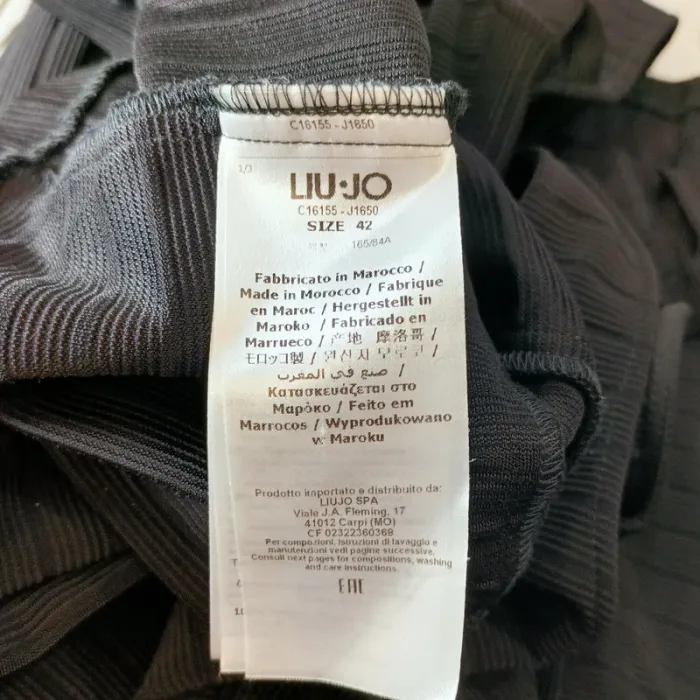 C16155 - J1650
1/3
LIU·JO
C16155 - J1650
SIZE 42
165/84A
Fabbricato in Marocco /
Made in Morocco / Fabrique
en Maroc / Hergestellt in
Maroko / Fabricado en
Marrueco / 产地 摩洛哥 /
モロッコ製 / 원산지 모로코 /
صنع في المغرب /
Κατασκευάζεται στο
Μαρόκο / Feito em
Marrocos / Wyprodukowano
w Maroku
Prodotto importato e distribuito da:
LIUJO SPA
Viale J.A. Fleming, 17
41012 Carpi (MO)
CF 02322360369
Per composizioni, istruzioni di lavaggio e
manutenzioni vedi pagine successive.
Consult next pages for compositions, washing
and care instructions.
EAC